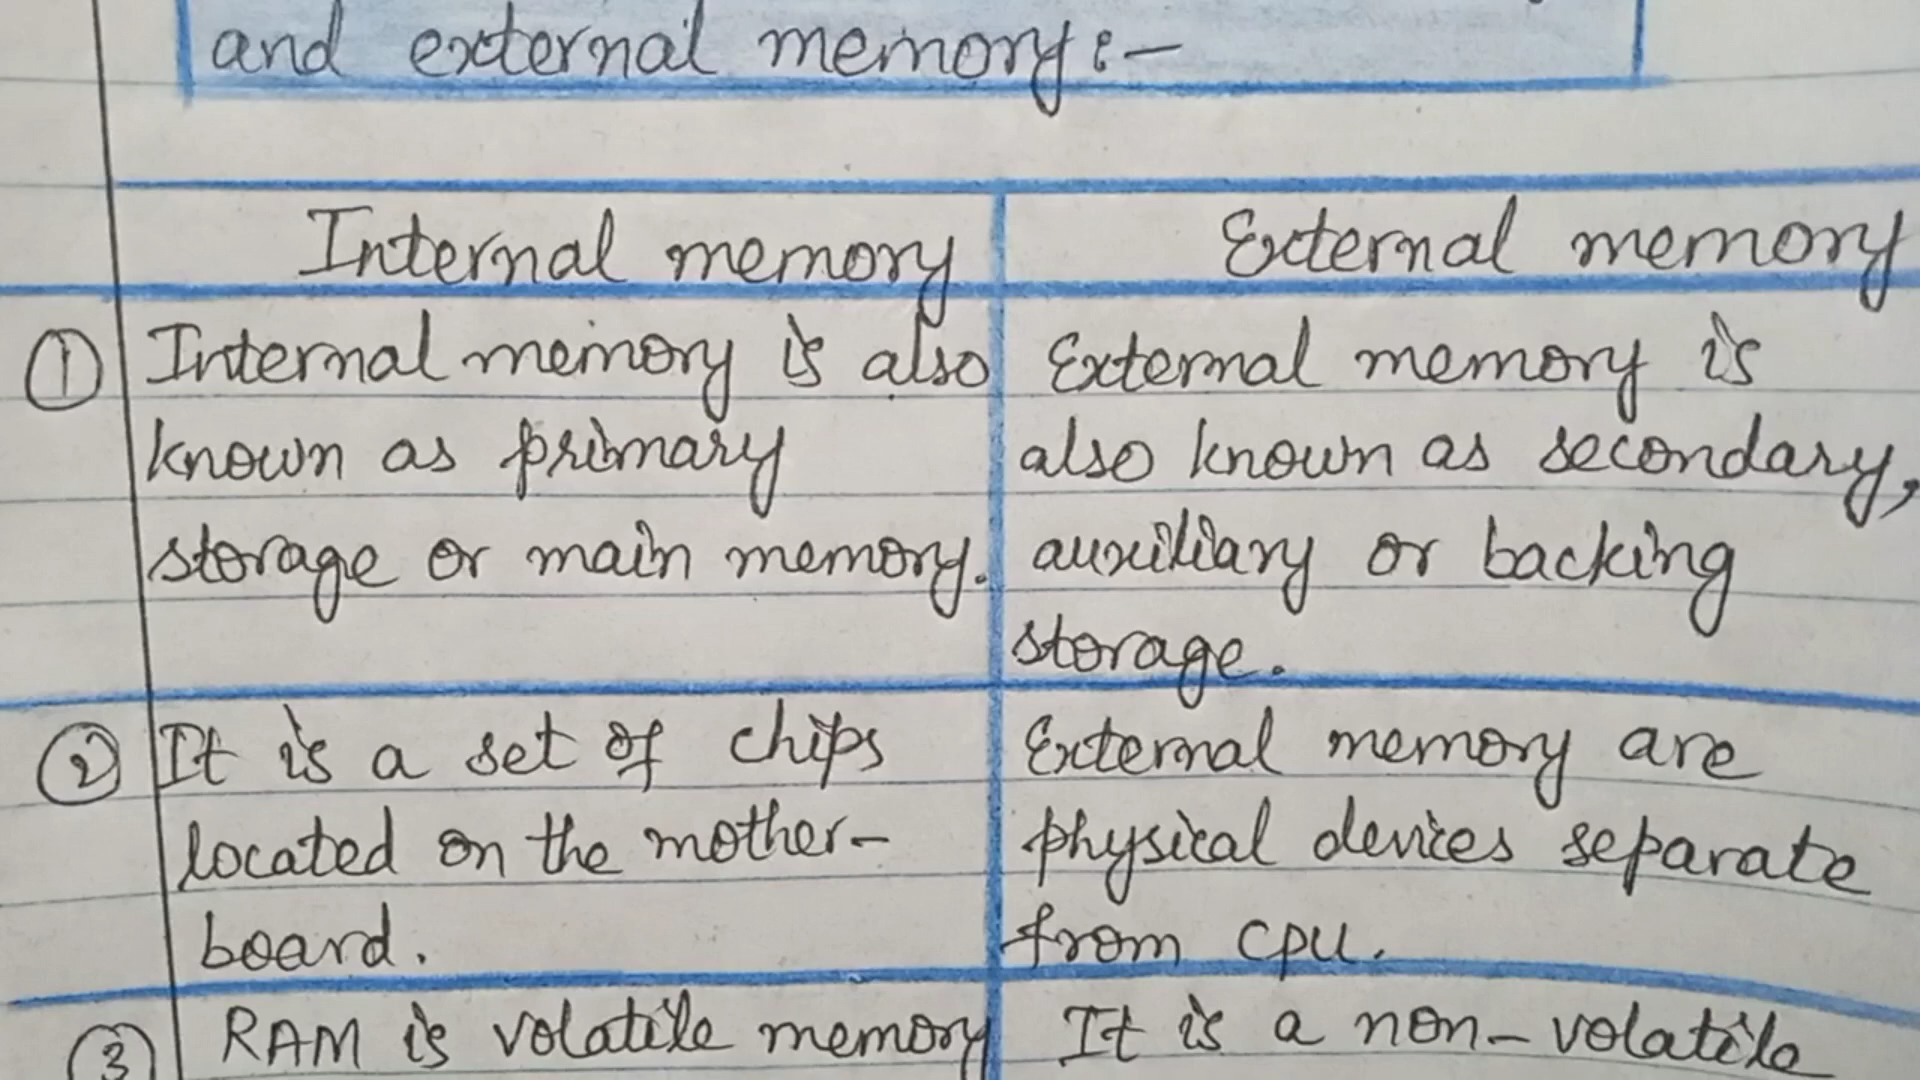 and external memory:-
Internal memory
External memory
① Internal memory is also
known as primary
storage or main memory.
External memory is
also known as secondary,
auxiliary or backing
storage.
② It is a set of chips
located on the mother-
board.
External memory are
physical devices separate
from CPU.
③ RAM is volatile memory
It is a non-volatile